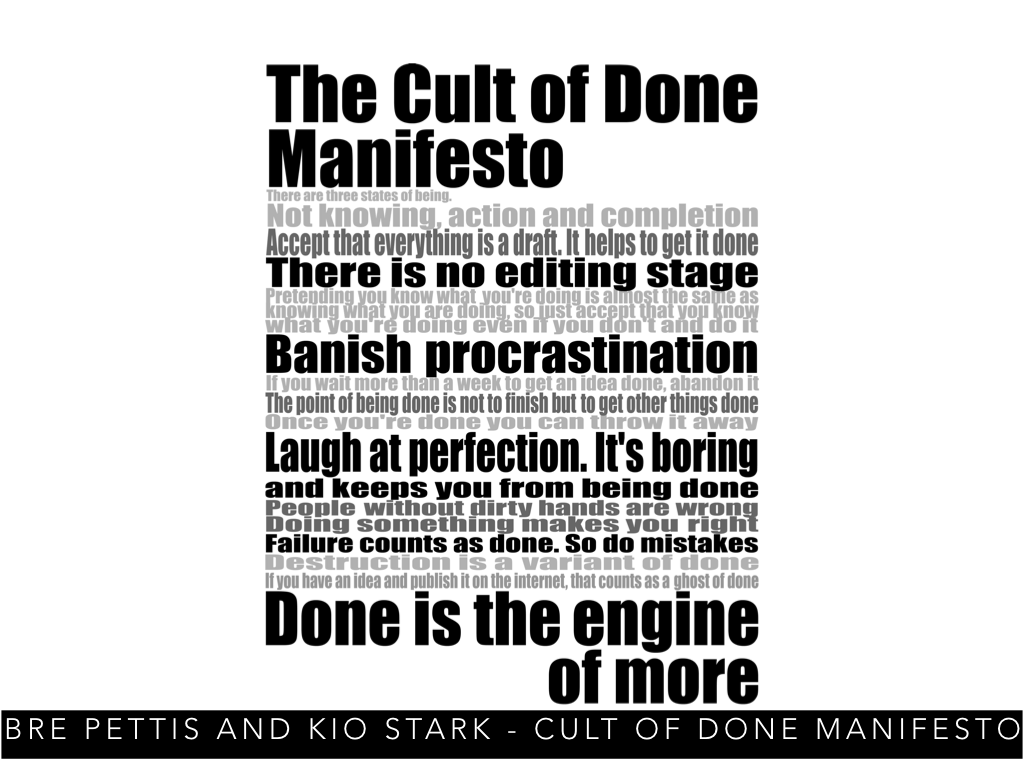 The Cult of Done
Manifesto
There are three states of being.
Not knowing, action and completion
Accept that everything is a draft. It helps to get it done
There is no editing stage
Pretending you know what you're doing is almost the same as
knowing what you are doing, so just accept that you know
what you're doing even if you don't and do it
Banish procrastination
If you wait more than a week to get an idea done, abandon it
The point of being done is not to finish but to get other things done
Once you're done you can throw it away
Laugh at perfection. It's boring
and keeps you from being done
People without dirty hands are wrong
Doing something makes you right
Failure counts as done. So do mistakes
Destruction is a variant of done
If you have an idea and publish it on the internet, that counts as a ghost of done
Done is the engine
of more
BRE PETTIS AND KIO STARK - CULT OF DONE MANIFESTO